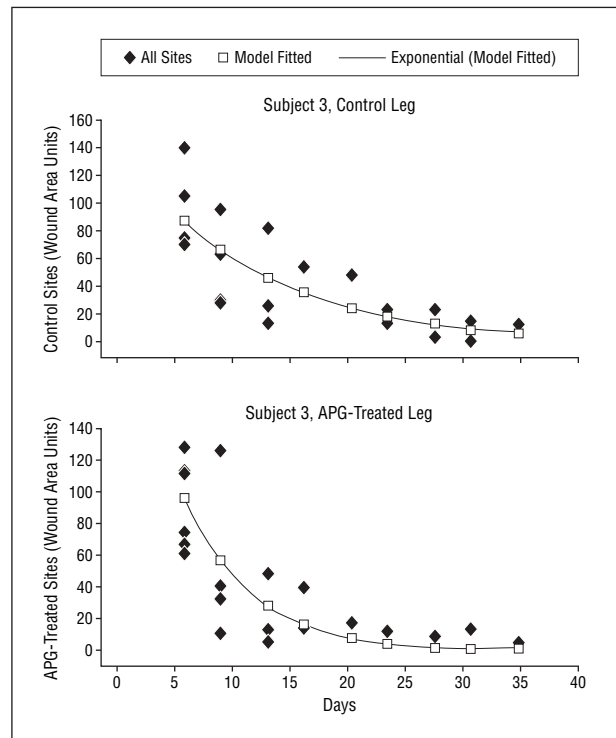 All Sites Model Fitted Exponential (Model Fitted)
Subject 3, Control Leg
Control Sites (Wound Area Units)
160
140
120
100
80
60
40
20
0
Subject 3, APG-Treated Leg
APG-Treated Sites (Wound Area Units)
140
120
100
80
60
40
20
0
0 5 10 15 20 25 30 35 40
Days